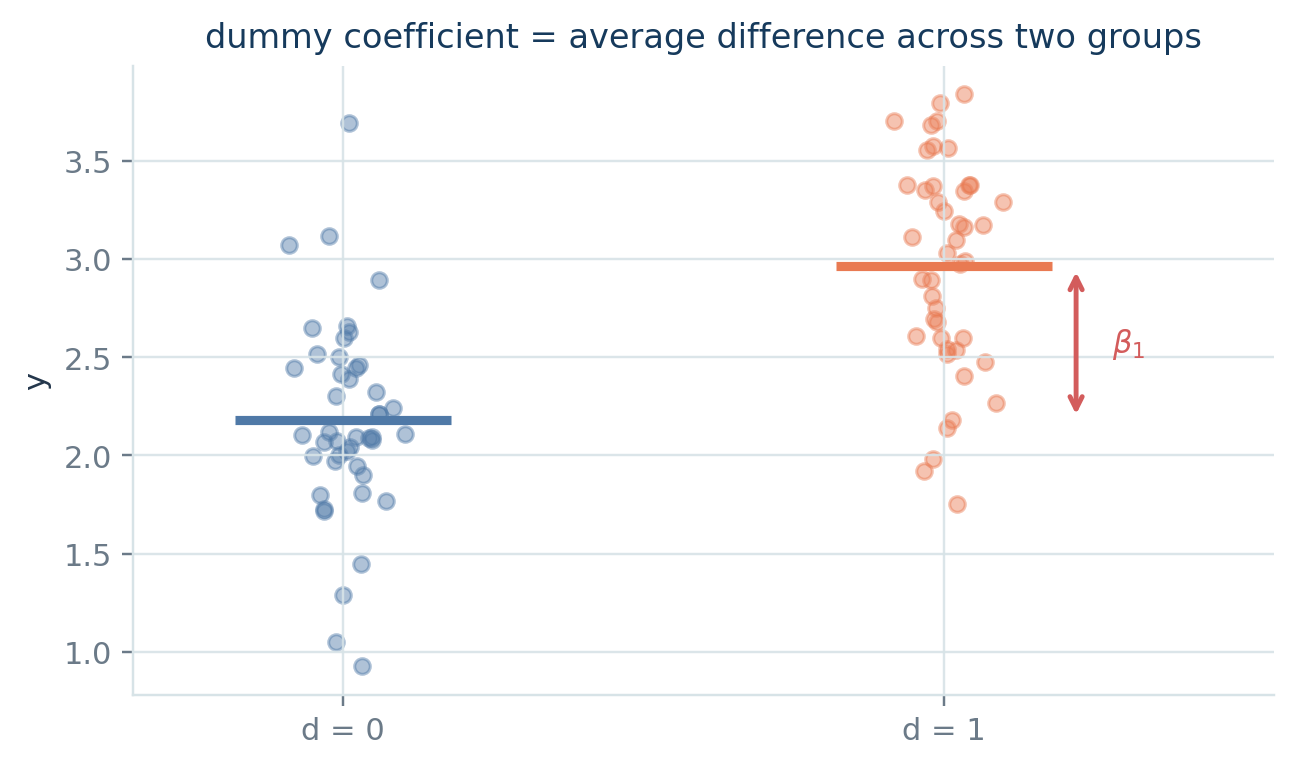 dummy coefficient = average difference across two groups
y
3.5
3.0
2.5
2.0
1.5
1.0
β₁
d = 0
d = 1